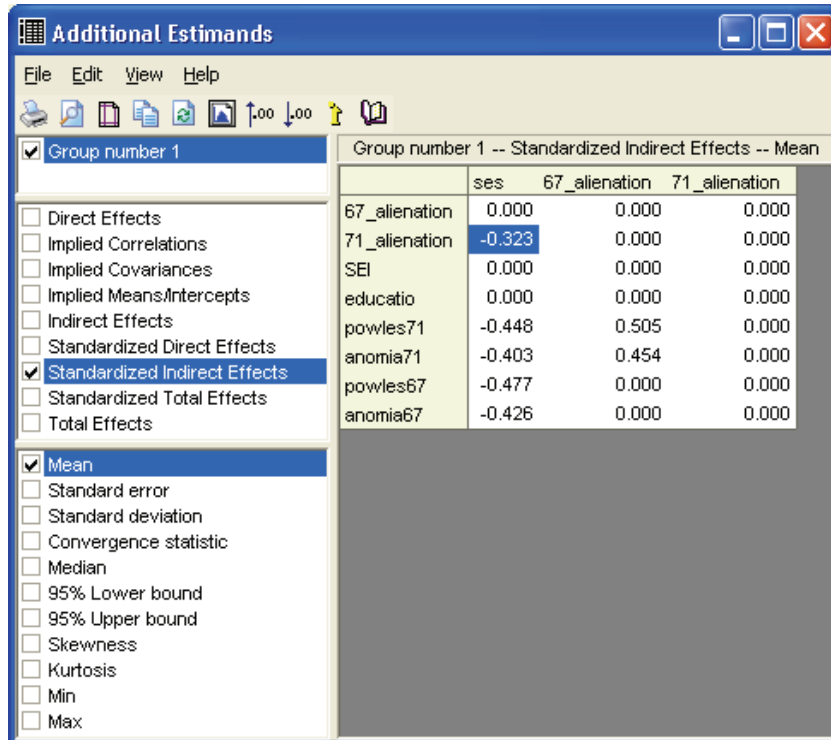 Additional Estimands
File Edit View Help
Group number 1
Direct Effects
Implied Correlations
Implied Covariances
Implied Means/Intercepts
Indirect Effects
Standardized Direct Effects
Standardized Indirect Effects
Standardized Total Effects
Total Effects
Mean
Standard error
Standard deviation
Convergence statistic
Median
95% Lower bound
95% Upper bound
Skewness
Kurtosis
Min
Max
Group number 1 -- Standardized Indirect Effects -- Mean
ses 67_alienation 71_alienation
67_alienation 0.000 0.000 0.000
71_alienation -0.323 0.000 0.000
SEI 0.000 0.000 0.000
educatio 0.000 0.000 0.000
powles71 -0.448 0.505 0.000
anomia71 -0.403 0.454 0.000
powles67 -0.477 0.000 0.000
anomia67 -0.426 0.000 0.000